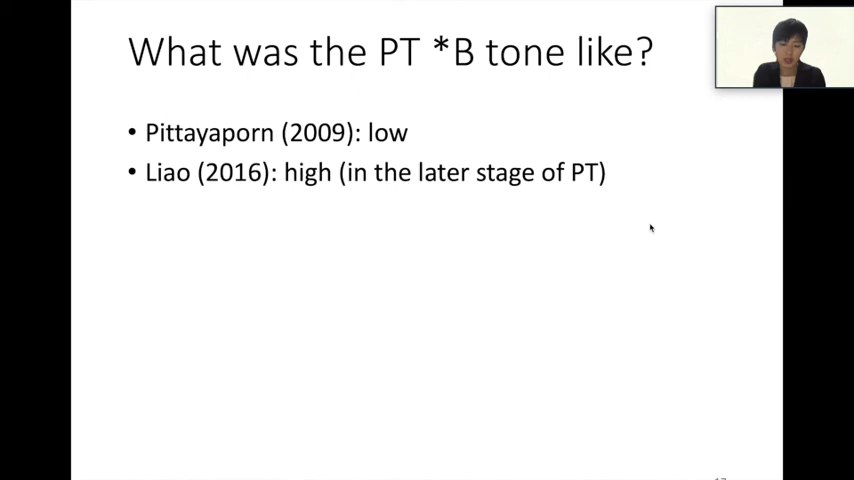 What was the PT *B tone like?
• Pittayaporn (2009): low
• Liao (2016): high (in the later stage of PT)